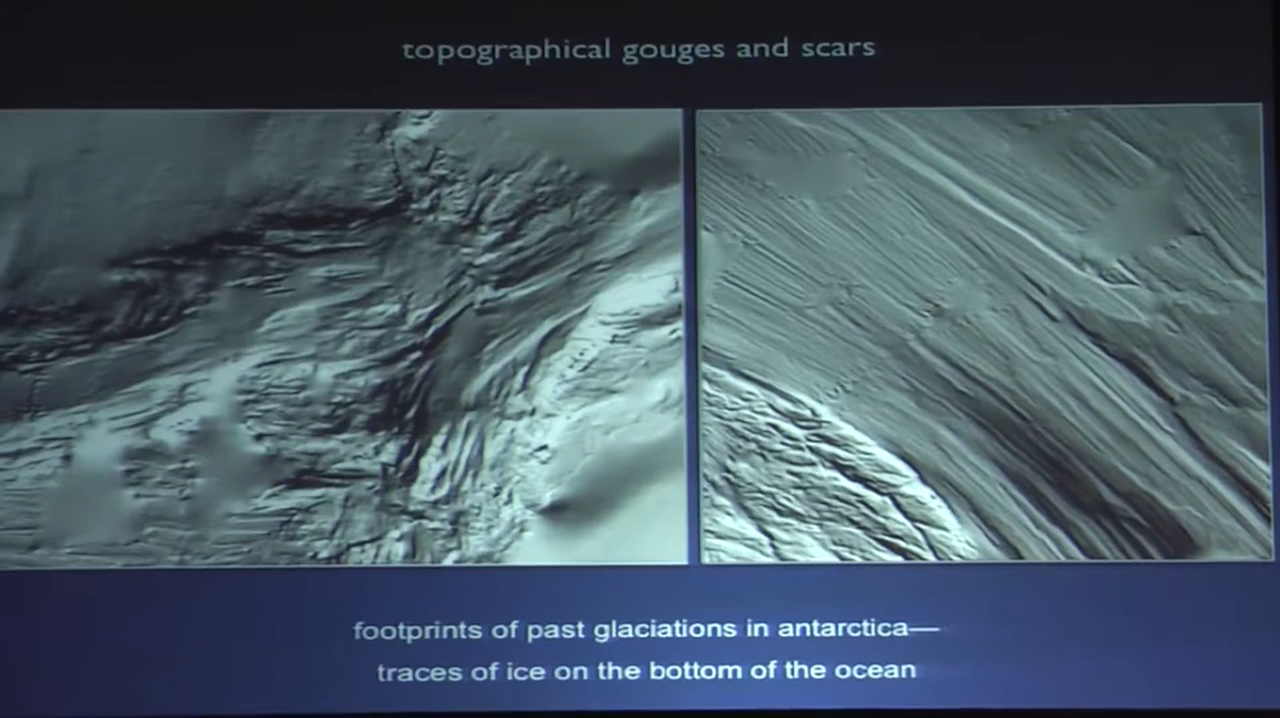 topographical gouges and scars
footprints of past glaciations in antarctica—
traces of ice on the bottom of the ocean